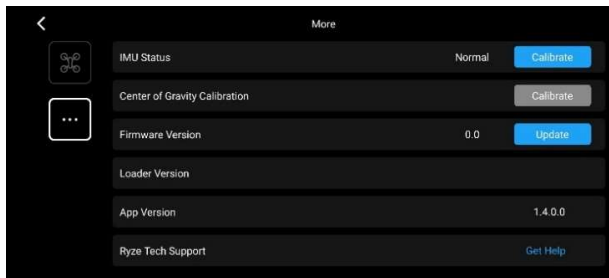 More
IMU Status Normal Calibrate
Center of Gravity Calibration Calibrate
Firmware Version 0.0 Update
Loader Version
App Version 1.4.0.0
Ryze Tech Support Get Help